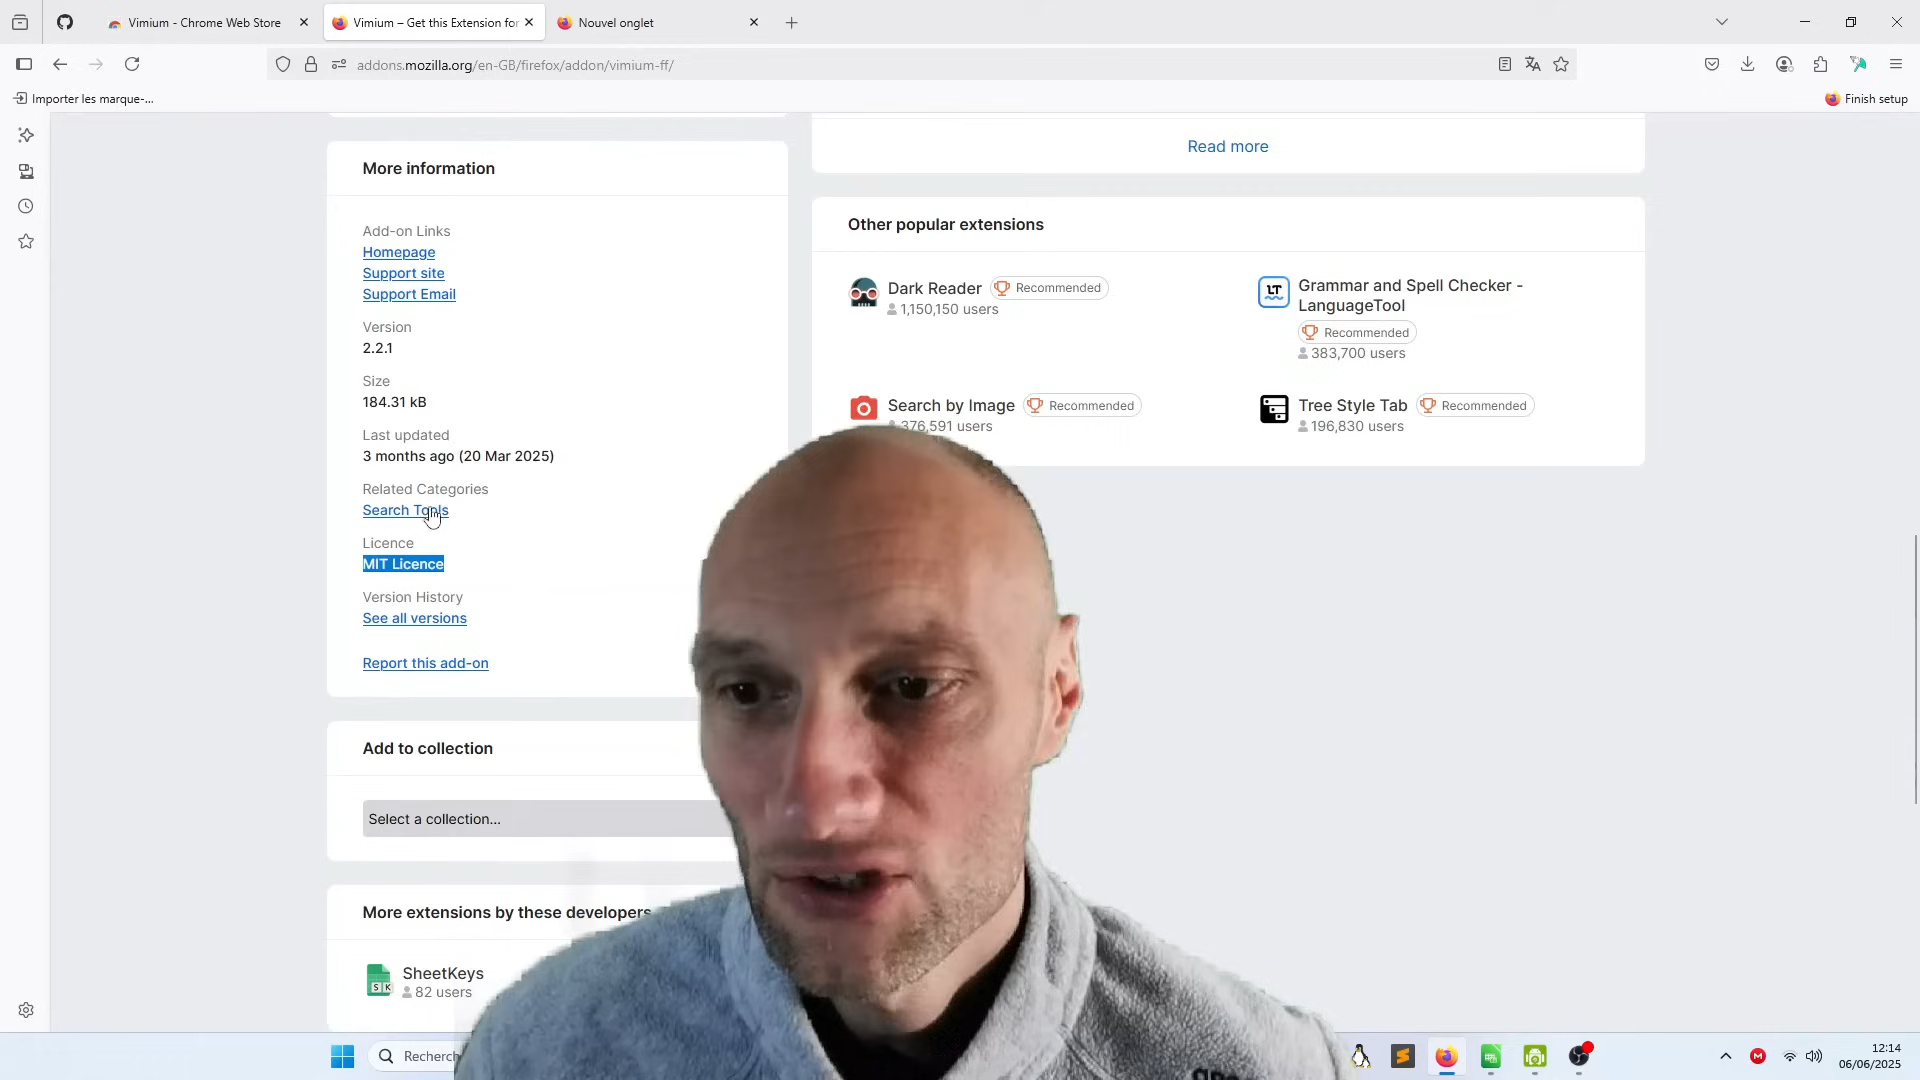 Vimium - Chrome Web Store
Vimium – Get this Extension for
Nouvel onglet
addons.mozilla.org/en-GB/firefox/addon/vimium-ff/
Importer les marque-...
Finish setup
More information
Add-on Links
Homepage
Support site
Support Email
Version
2.2.1
Size
184.31 kB
Last updated
3 months ago (20 Mar 2025)
Related Categories
Search Tools
Licence
MIT Licence
Version History
See all versions
Report this add-on
Add to collection
Select a collection...
More extensions by these developers
SheetKeys
82 users
Read more
Other popular extensions
Dark Reader
Recommended
1,150,150 users
Grammar and Spell Checker -
LanguageTool
Recommended
383,700 users
Search by Image
Recommended
376,591 users
Tree Style Tab
Recommended
196,830 users
Recherch
12:14
06/06/2025